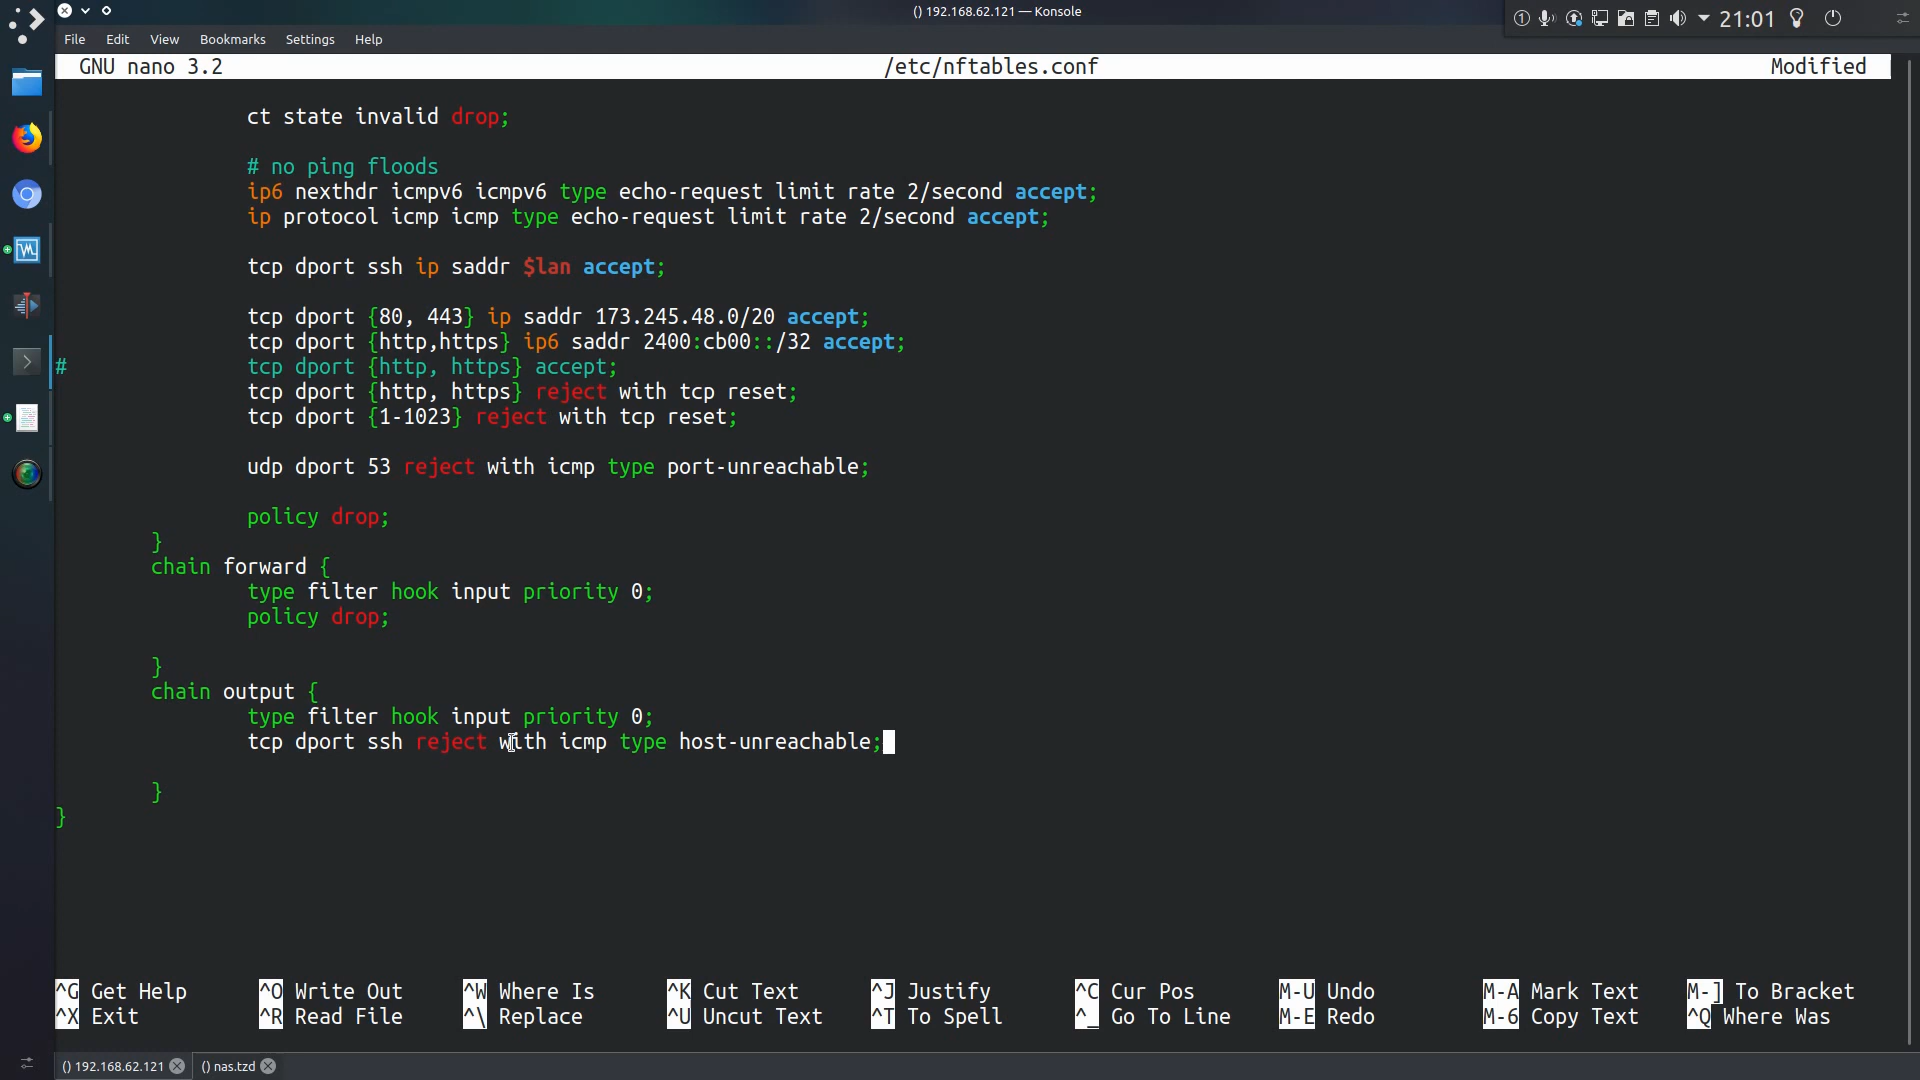 () 192.168.62.121 — Konsole
21:01
File Edit View Bookmarks Settings Help
GNU nano 3.2 /etc/nftables.conf Modified
ct state invalid drop;
# no ping floods
ip6 nexthdr icmpv6 icmpv6 type echo-request limit rate 2/second accept;
ip protocol icmp icmp type echo-request limit rate 2/second accept;
tcp dport ssh ip saddr $lan accept;
tcp dport {80, 443} ip saddr 173.245.48.0/20 accept;
tcp dport {http,https} ip6 saddr 2400:cb00::/32 accept;
# tcp dport {http, https} accept;
tcp dport {http, https} reject with tcp reset;
tcp dport {1-1023} reject with tcp reset;
udp dport 53 reject with icmp type port-unreachable;
policy drop;
}
chain forward {
type filter hook input priority 0;
policy drop;
}
chain output {
type filter hook input priority 0;
tcp dport ssh reject with icmp type host-unreachable;
}
}
^G Get Help ^O Write Out ^W Where Is ^K Cut Text ^J Justify ^C Cur Pos M-U Undo M-A Mark Text M-] To Bracket
^X Exit ^R Read File ^\ Replace ^U Uncut Text ^T To Spell ^_ Go To Line M-E Redo M-6 Copy Text ^Q Where Was
() 192.168.62.121 () nas.tzd